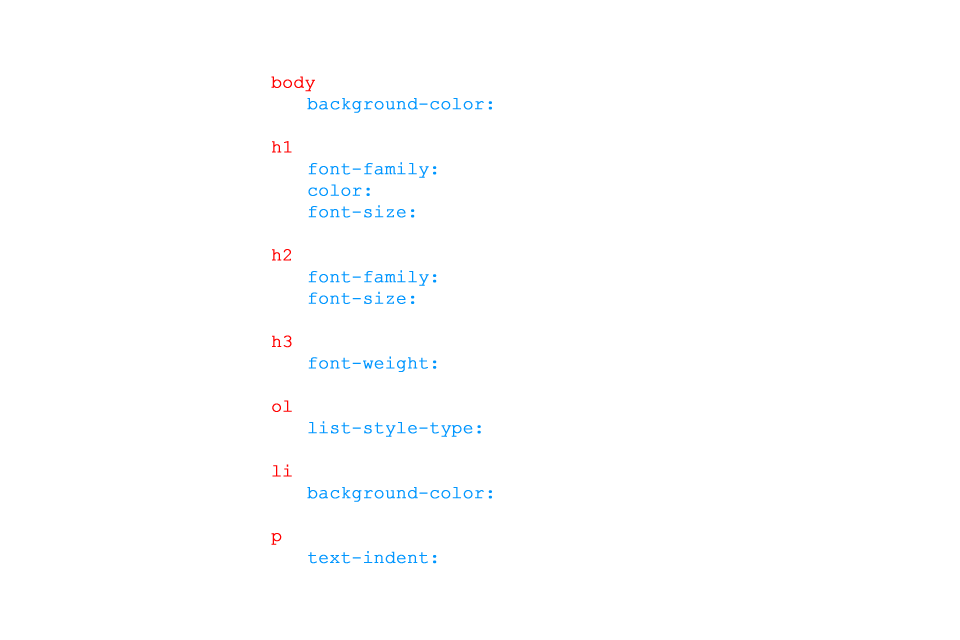 body
background-color:
h1
font-family:
color:
font-size:
h2
font-family:
font-size:
h3
font-weight:
ol
list-style-type:
li
background-color:
p
text-indent: